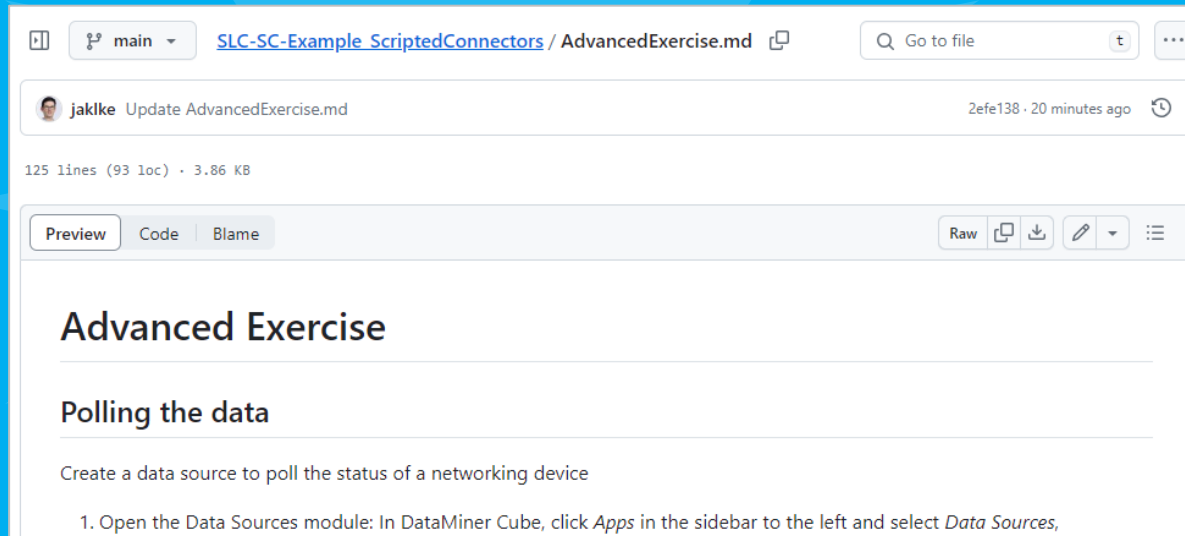 main
SLC-SC-Example_ScriptedConnectors / AdvancedExercise.md
Go to file
t
jaklke Update AdvancedExercise.md
2efe138 · 20 minutes ago
125 lines (93 loc) · 3.86 KB
Preview
Code
Blame
Raw
Advanced Exercise
Polling the data
Create a data source to poll the status of a networking device
1. Open the Data Sources module: In DataMiner Cube, click Apps in the sidebar to the left and select Data Sources,